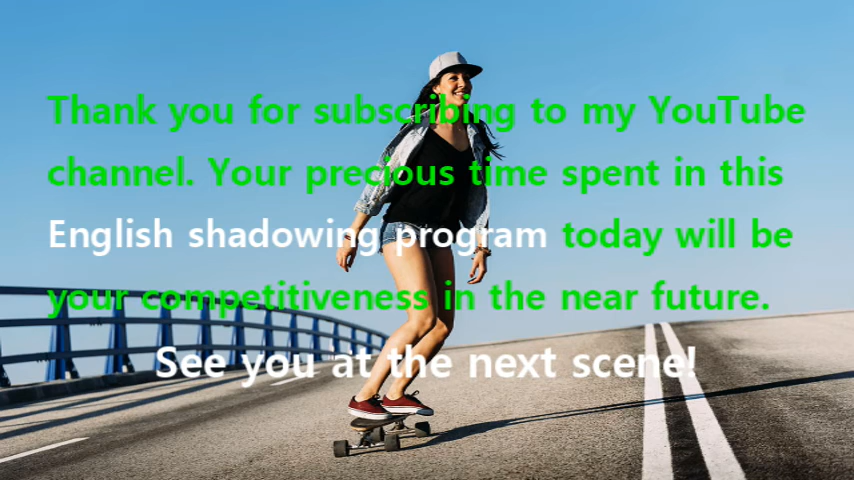 Thank you for subscribing to my YouTube
channel. Your precious time spent in this
English shadowing program today will be
your competitiveness in the near future.
See you at the next scene!